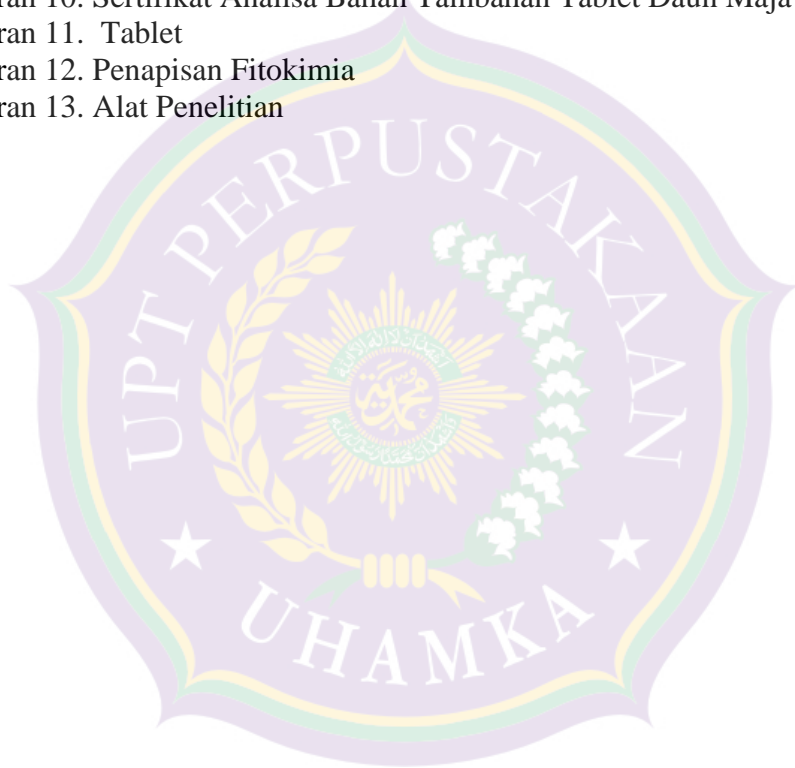 ran 10. Sertifikat Analisa Bahan Tambahan Tablet Daun Maja
ran 11.  Tablet
ran 12. Penapisan Fitokimia
ran 13. Alat Penelitian
UPT PERPUSTAKAAN
UHAMKA